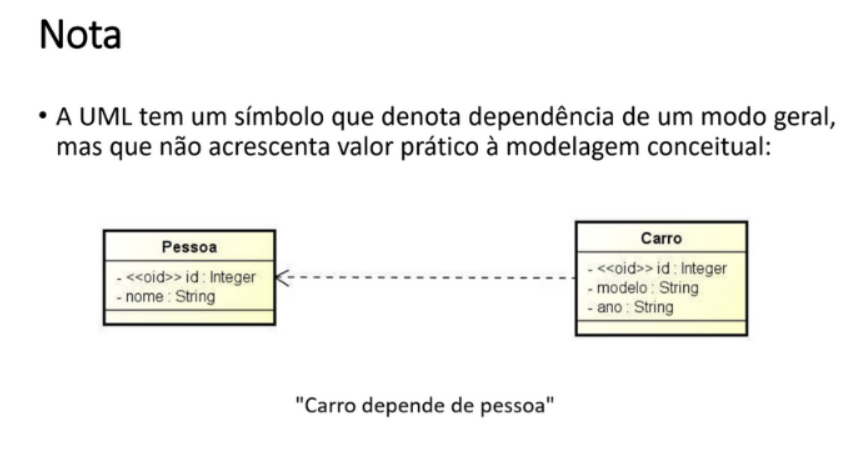 Nota
• A UML tem um símbolo que denota dependência de um modo geral,
mas que não acrescenta valor prático à modelagem conceitual:
Pessoa
- <<oid>> id : Integer
- nome : String
Carro
- <<oid>> id : Integer
- modelo : String
- ano : String
"Carro depende de pessoa"